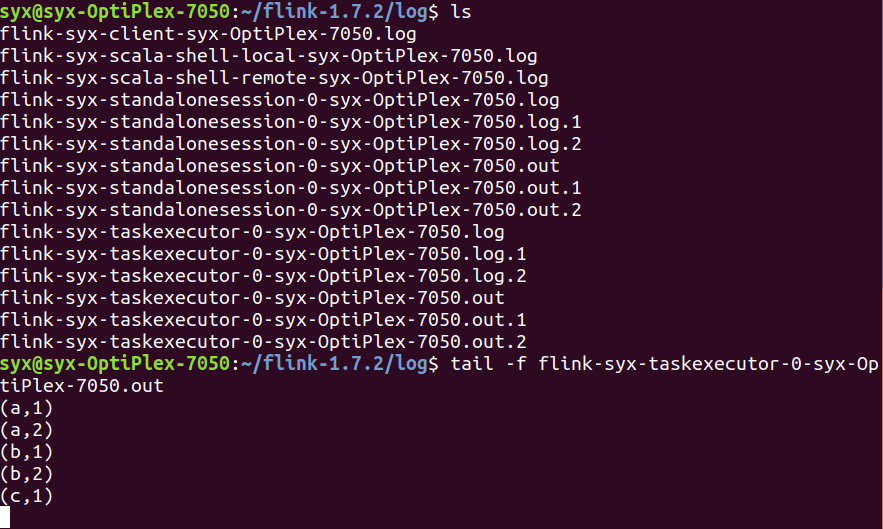 syx@syx-OptiPlex-7050:~/flink-1.7.2/log$ ls
flink-syx-client-syx-OptiPlex-7050.log
flink-syx-scala-shell-local-syx-OptiPlex-7050.log
flink-syx-scala-shell-remote-syx-OptiPlex-7050.log
flink-syx-standalonesession-0-syx-OptiPlex-7050.log
flink-syx-standalonesession-0-syx-OptiPlex-7050.log.1
flink-syx-standalonesession-0-syx-OptiPlex-7050.log.2
flink-syx-standalonesession-0-syx-OptiPlex-7050.out
flink-syx-standalonesession-0-syx-OptiPlex-7050.out.1
flink-syx-standalonesession-0-syx-OptiPlex-7050.out.2
flink-syx-taskexecutor-0-syx-OptiPlex-7050.log
flink-syx-taskexecutor-0-syx-OptiPlex-7050.log.1
flink-syx-taskexecutor-0-syx-OptiPlex-7050.log.2
flink-syx-taskexecutor-0-syx-OptiPlex-7050.out
flink-syx-taskexecutor-0-syx-OptiPlex-7050.out.1
flink-syx-taskexecutor-0-syx-OptiPlex-7050.out.2
syx@syx-OptiPlex-7050:~/flink-1.7.2/log$ tail -f flink-syx-taskexecutor-0-syx-Op
tiPlex-7050.out
(a,1)
(a,2)
(b,1)
(b,2)
(c,1)